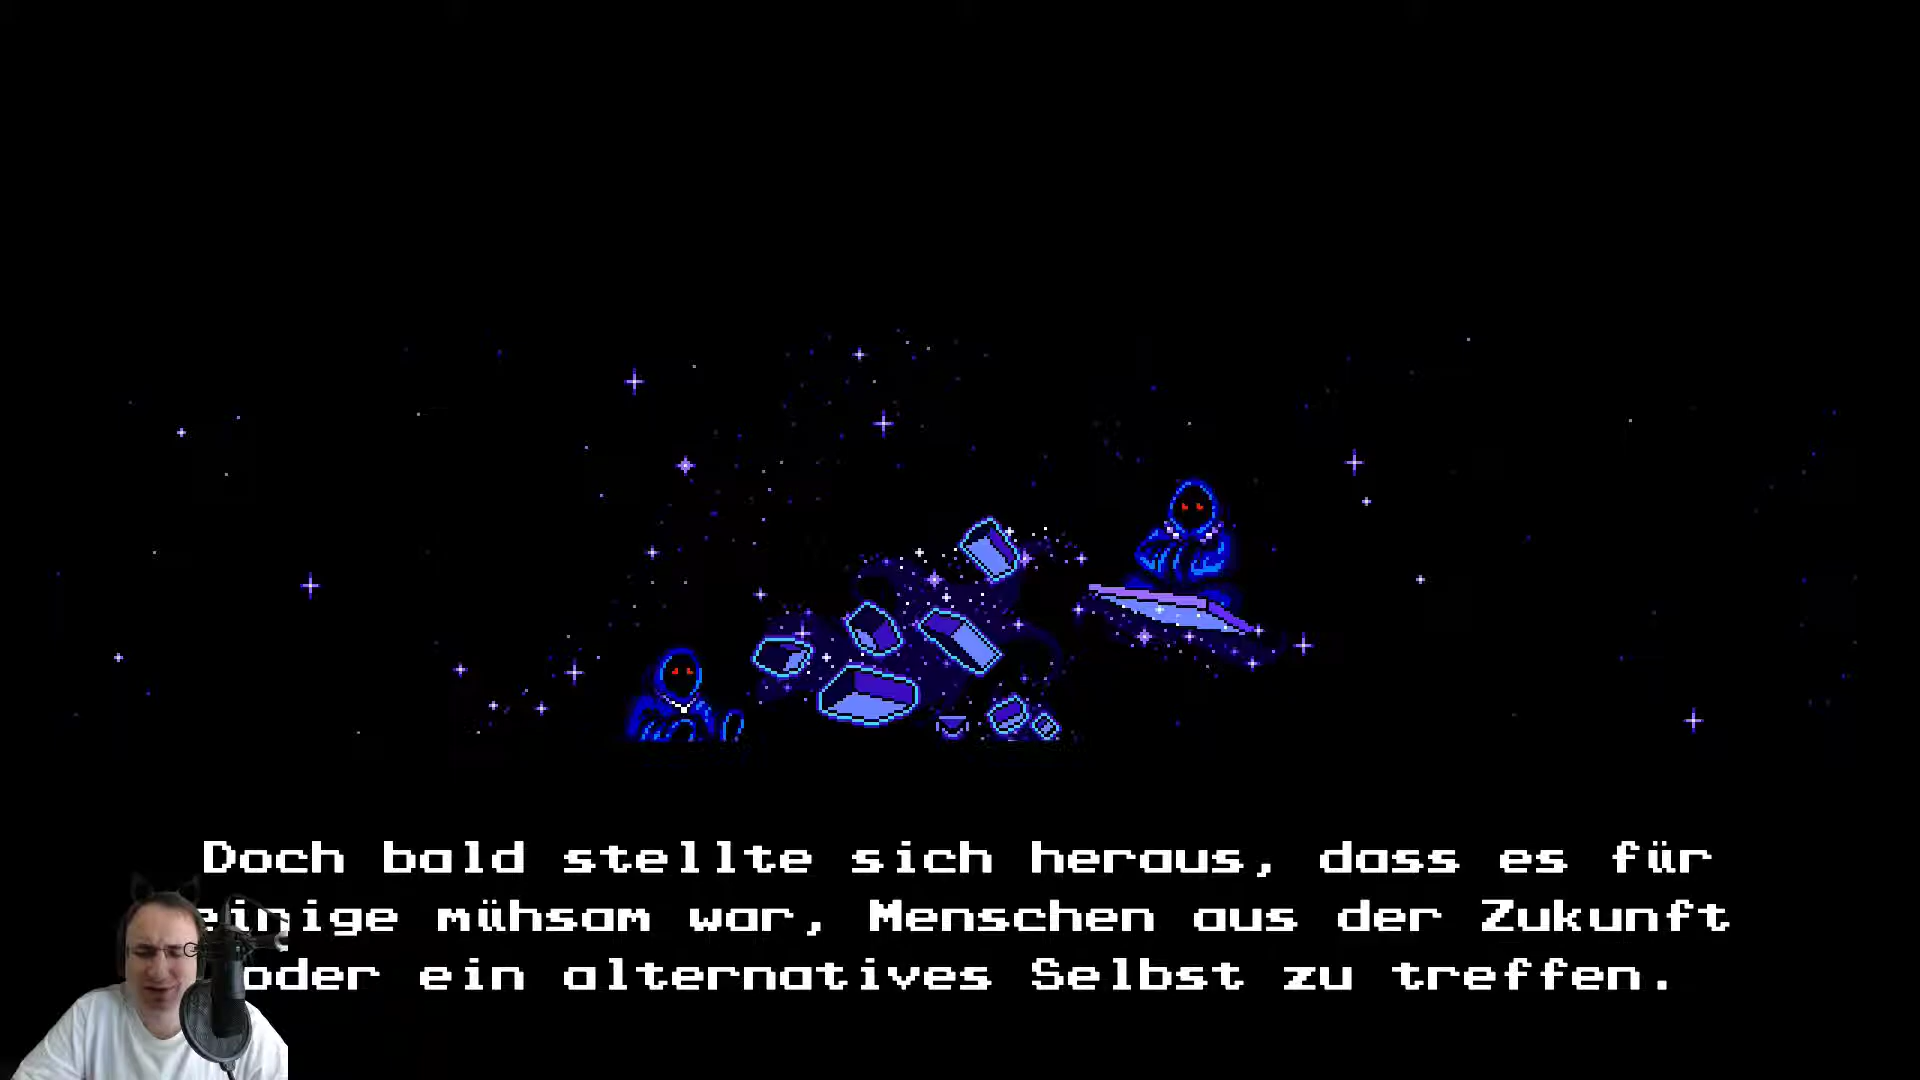 Doch bald stellte sich heraus, dass es für
einige mühsam war, Menschen aus der Zukunft
oder ein alternatives Selbst zu treffen.